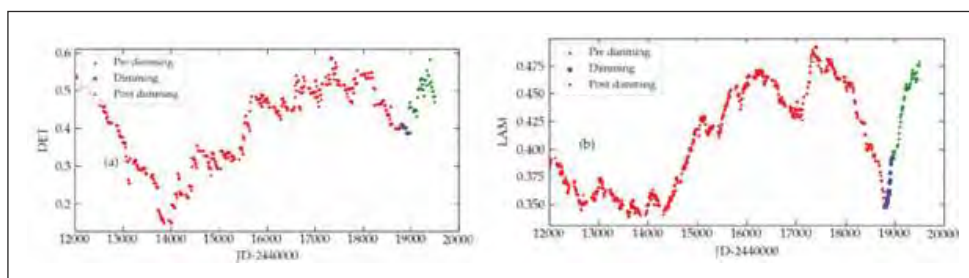 0.6
0.5
0.4
0.3
0.2
DET
Pre dimming
Dimming
Post dimming
(a)
12000 13000 14000 15000 16000 17000 18000 19000 20000
JD-2440000
0.475
0.450
0.425
0.400
0.375
0.350
LAM
Pre dimming
Dimming
Post dimming
(b)
12000 13000 14000 15000 16000 17000 18000 19000 20000
JD-2440000